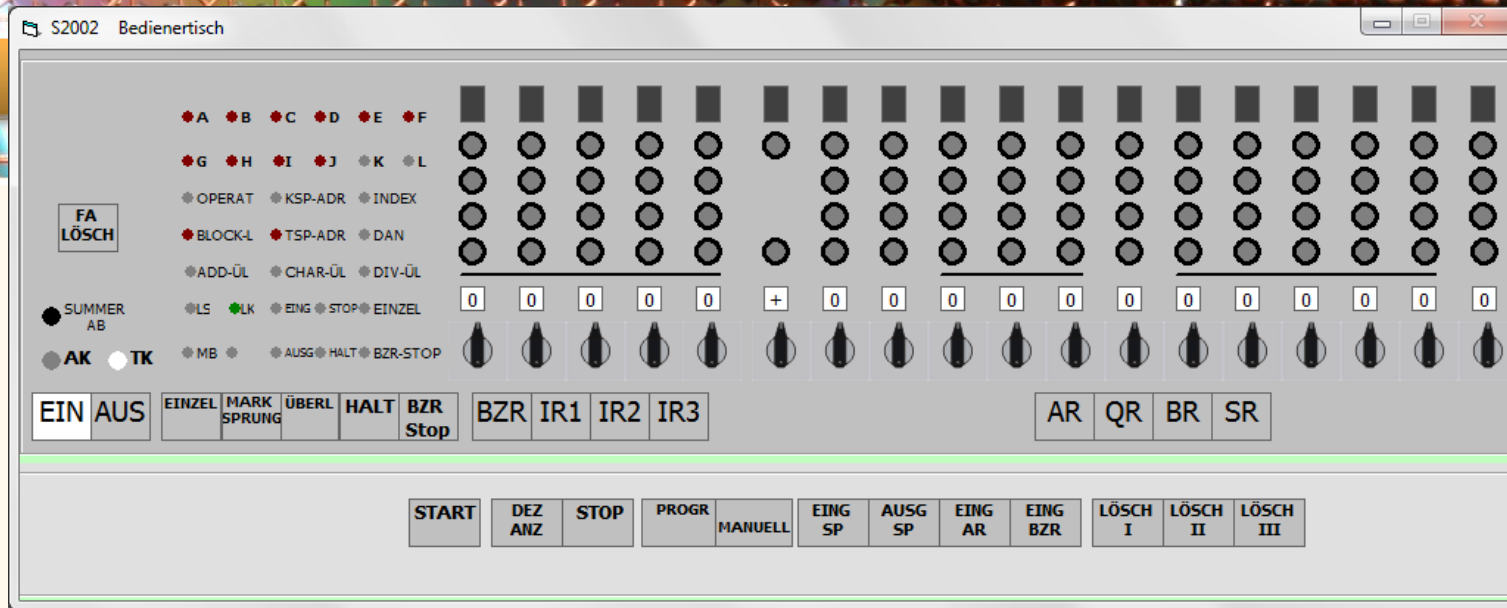 S2002 Bedienertisch
A B C D E F
G H I J K L
OPERAT KSP-ADR INDEX
FA
LÖSCH
BLOCK-L TSP-ADR DAN
ADD-ÜL CHAR-ÜL DIV-ÜL
0 0 0 0 0 + 0 0 0 0 0 0 0 0 0 0 0 0
SUMMER
AB
LS LK EING STOP EINZEL
AK TK
MB AUSG HALT BZR-STOP
EIN AUS
EINZEL
MARK
SPRUNG
ÜBERL
HALT
BZR
Stop
BZR IR1 IR2 IR3
AR QR BR SR
START
DEZ
ANZ
STOP
PROGR
MANUELL
EING
SP
AUSG
SP
EING
AR
EING
BZR
LÖSCH
I
LÖSCH
II
LÖSCH
III